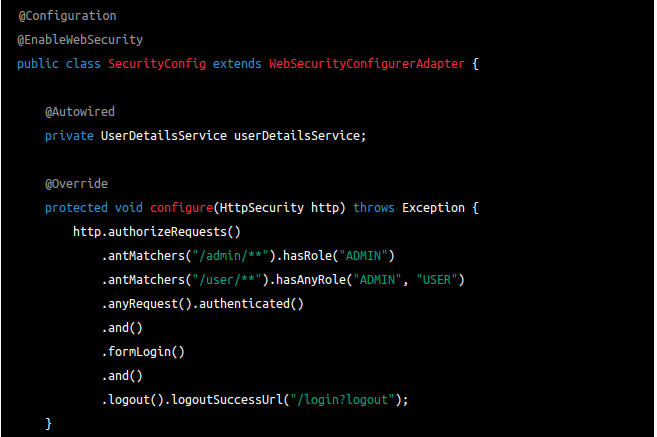 @Configuration
@EnableWebSecurity
public class SecurityConfig extends WebSecurityConfigurerAdapter {
@Autowired
private UserDetailsService userDetailsService;
@Override
protected void configure(HttpSecurity http) throws Exception {
http.authorizeRequests()
.antMatchers("/admin/**").hasRole("ADMIN")
.antMatchers("/user/**").hasAnyRole("ADMIN", "USER")
.anyRequest().authenticated()
.and()
.formLogin()
.and()
.logout().logoutSuccessUrl("/login?logout");
}